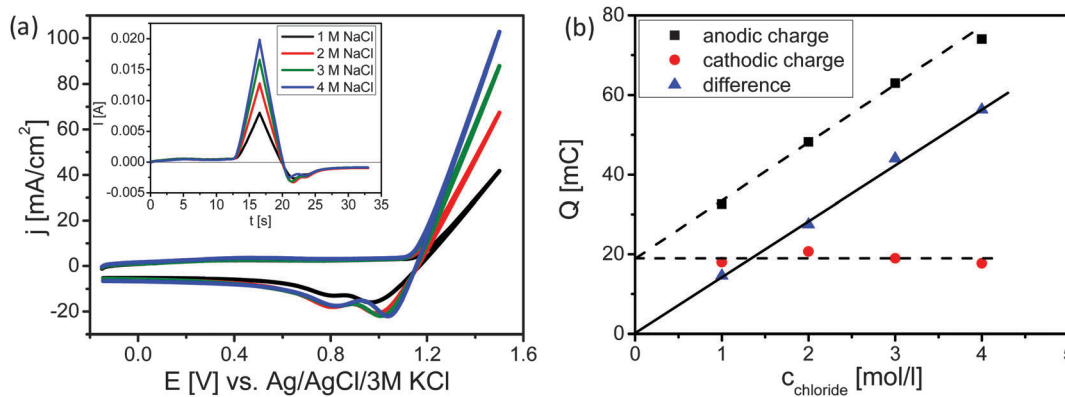 (a)
j [mA/cm²]
100
80
60
40
20
0
-20
0.0 0.4 0.8 1.2 1.6
E [V] vs. Ag/AgCl/3M KCl
I [A]
0.020
0.015
0.010
0.005
0.000
-0.005
0 5 10 15 20 25 30 35
t [s]
1 M NaCl
2 M NaCl
3 M NaCl
4 M NaCl
(b)
Q [mC]
80
60
40
20
0
0 1 2 3 4
c_chloride [mol/l]
anodic charge
cathodic charge
difference